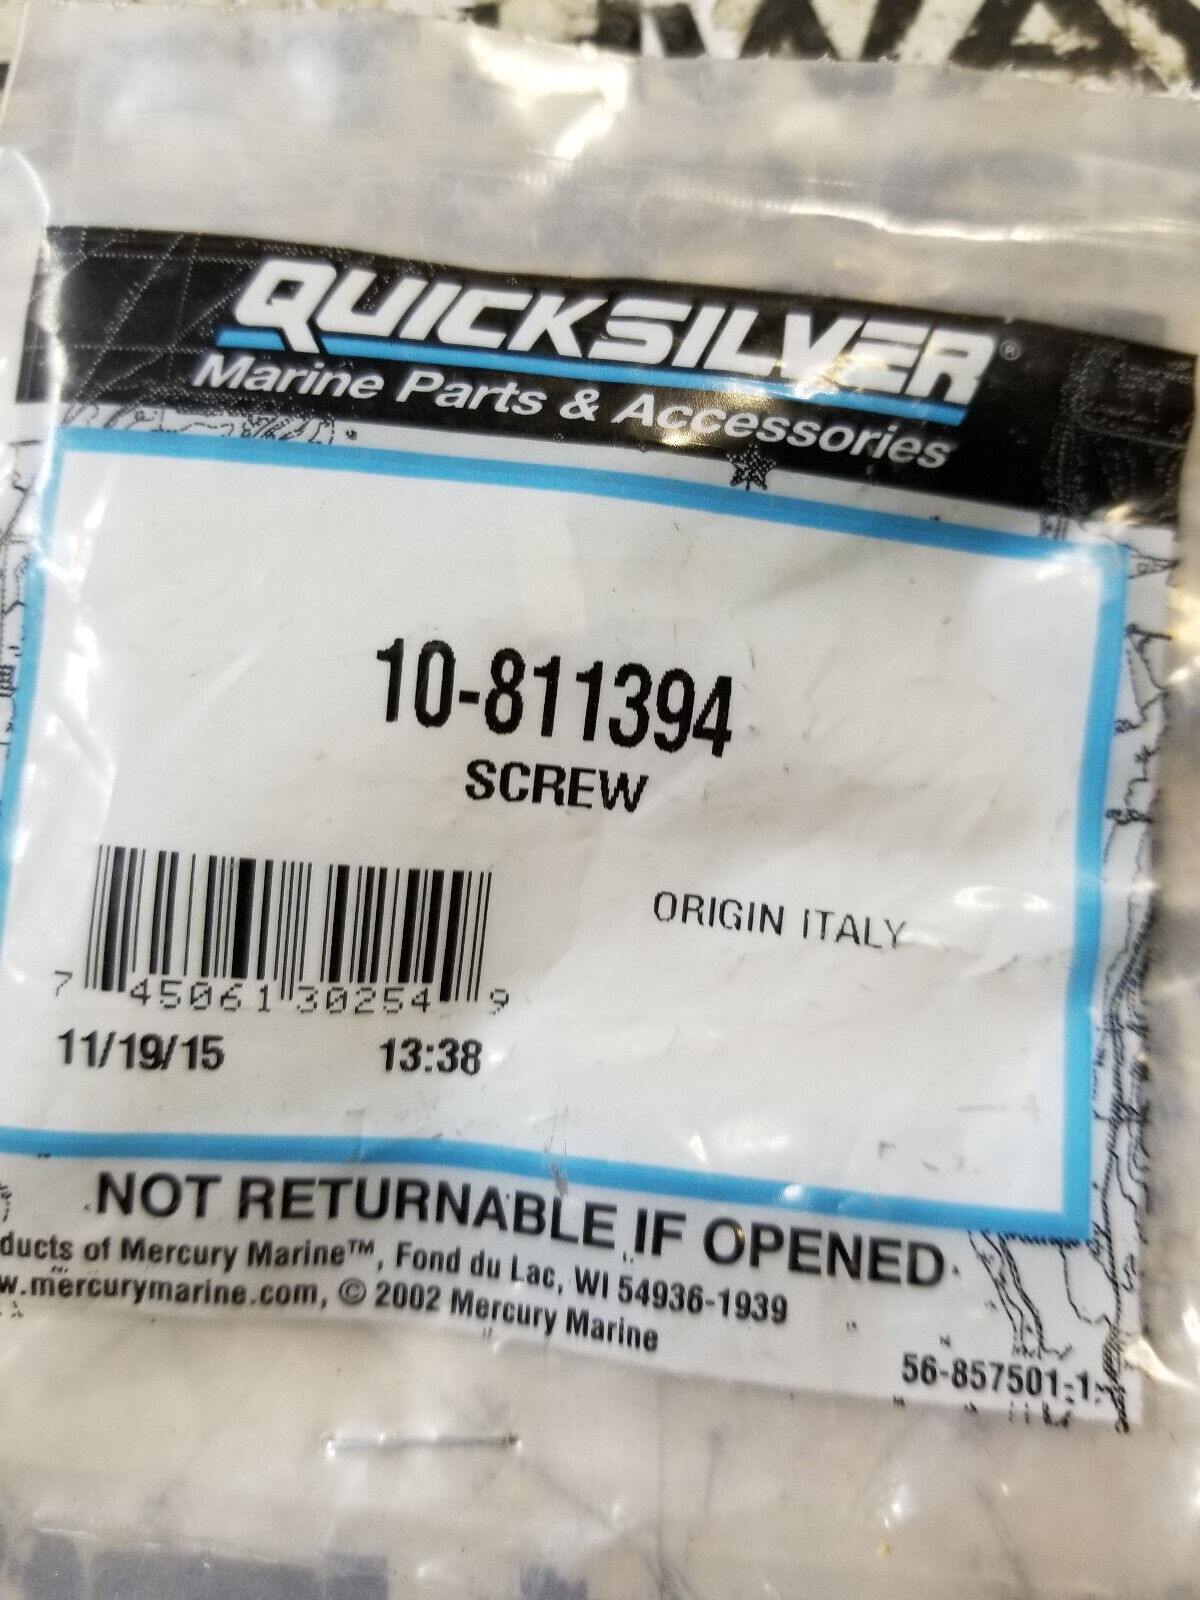 QUICKSILVER®
Marine Parts & Accessories
10-811394
SCREW
ORIGIN ITALY
7 45061 30254 9
11/19/15 13:38
NOT RETURNABLE IF OPENED
ducts of Mercury Marine™, Fond du Lac, WI 54936-1939
w.mercurymarine.com, © 2002 Mercury Marine
56-857501-1